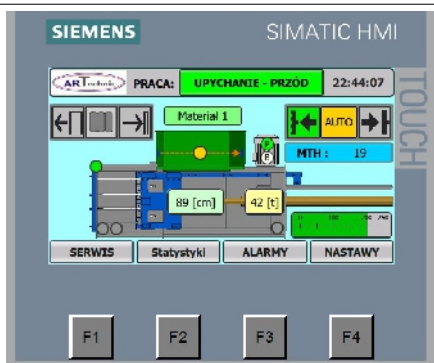 SIEMENS
SIMATIC HMI
TOUCH
ARTechnic
PRACA:
UPYCHANIE - PRZÓD
22:44:07
Materiał 1
AUTO
MTH : 19
P
E
89 [cm]
42 [t]
SERWIS
Statystyki
ALARMY
NASTAWY
F1
F2
F3
F4